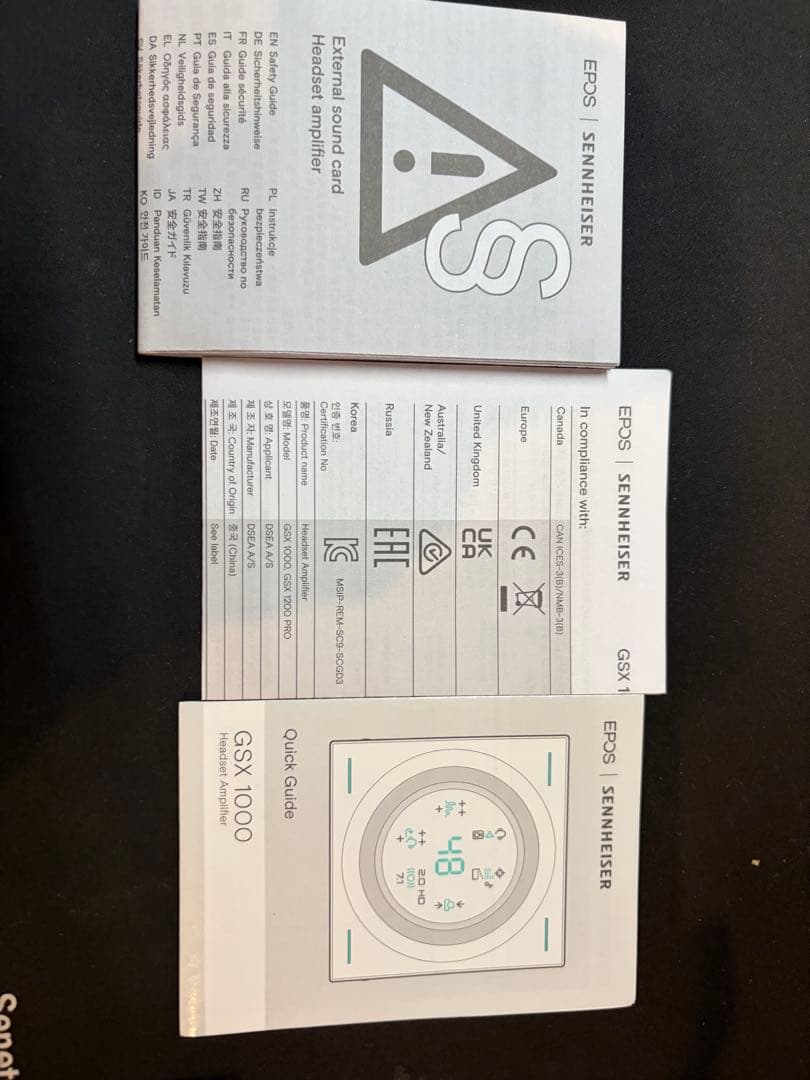 EPOS | SENNHEISER
External sound card
Headset amplifier
EN Safety Guide
DE Sicherheitshinweise
FR Guide sécurité
IT Guida alla sicurezza
ES Guía de seguridad
PT Guia de Segurança
NL Veiligheidsgids
EL Οδηγός ασφάλειας
DA Sikkerhedsvejledning
PL Instrukcje
bezpieczeństwa
RU Руководство по
безопасности
ZH 安全指南
TW 安全指南
TR Güvenlik Kılavuzu
JA 安全ガイド
ID Panduan Keselamatan
KO 안전 가이드
EPOS | SENNHEISER GSX 1
In compliance with:
Canada CAN ICES-3(B)/NMB-3(B)
Europe CE
United Kingdom UK CA
Australia/
New Zealand
Russia EAC
Korea
인증 번호:
Certification No MSIP-REM-SC9-SCGD3
품명: Product name Headset Amplifier
모델명: Model GSX 1000, GSX 1200 PRO
상 호 명: Applicant DSEA A/S
제 조 자: Manufacturer DSEA A/S
제 조 국: Country of Origin 중국 (China)
제조연월: Date See label
EPOS | SENNHEISER
48
2.0 HD
7.1
Quick Guide
GSX 1000
Headset Amplifier